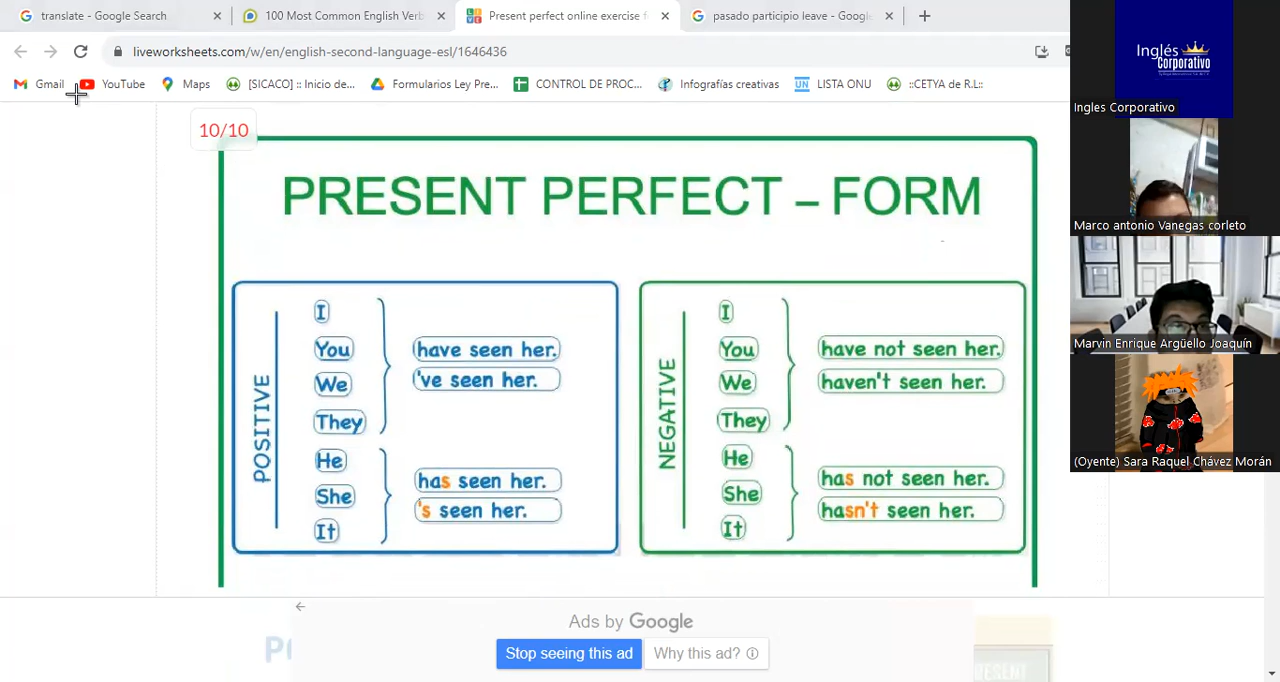 translate - Google Search
100 Most Common English Verb
Present perfect online exercise f
pasado participio leave - Google
liveworksheets.com/w/en/english-second-language-esl/1646436
Gmail
YouTube
Maps
[SICACO] :: Inicio de...
Formularios Ley Pre...
CONTROL DE PROC...
Infografías creativas
UN LISTA ONU
::CETYA de R.L::
10/10
PRESENT PERFECT – FORM
POSITIVE
I
You
We
They
He
She
It
have seen her.
've seen her.
has seen her.
's seen her.
NEGATIVE
I
You
We
They
He
She
It
have not seen her.
haven't seen her.
has not seen her.
hasn't seen her.
Ads by Google
Stop seeing this ad
Why this ad?
Inglés
Corporativo
Ingles Corporativo
Marco antonio Vanegas corleto
Marvin Enrique Argüello Joaquín
(Oyente) Sara Raquel Chávez Morán